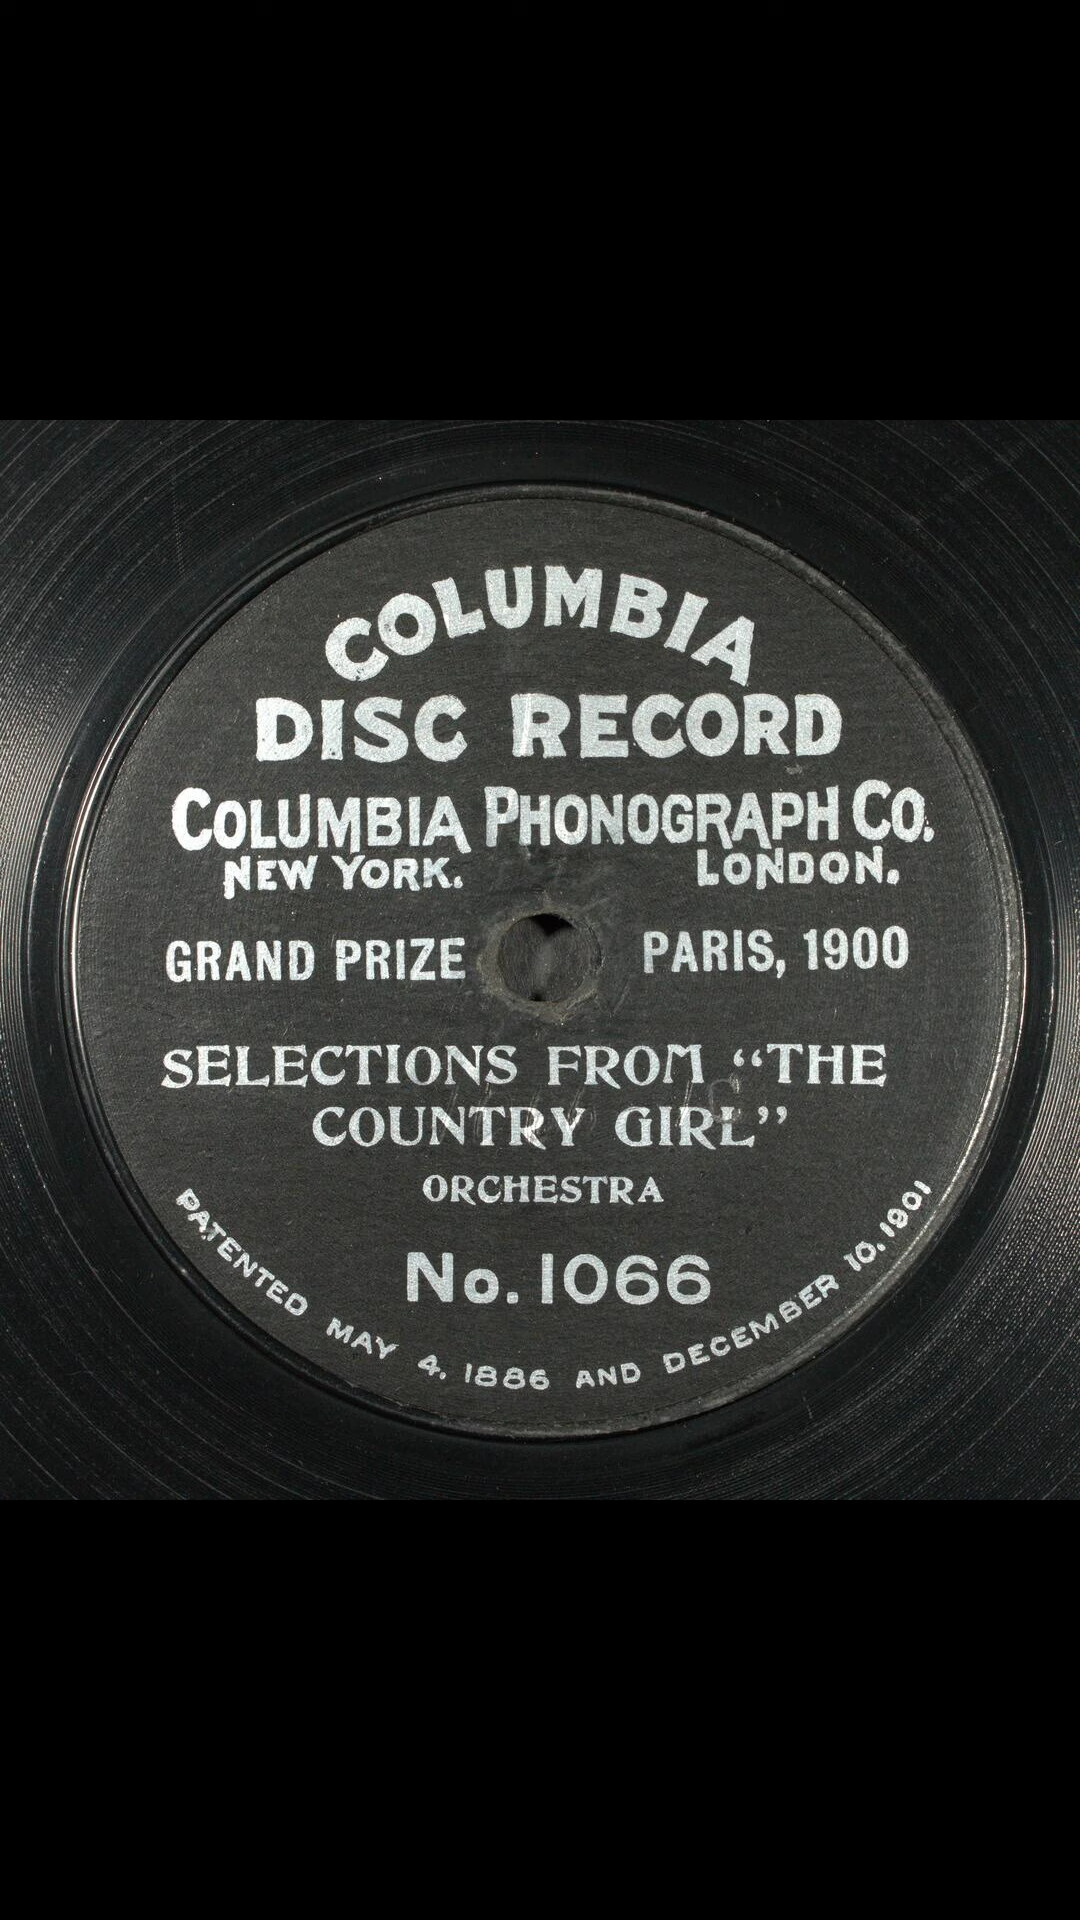 COLUMBIA
DISC RECORD
COLUMBIA PHONOGRAPH CO.
NEW YORK. LONDON.
GRAND PRIZE PARIS, 1900
SELECTIONS FROM “THE
COUNTRY GIRL”
ORCHESTRA
No. 1066
PATENTED MAY 4, 1886 AND DECEMBER 10, 1901